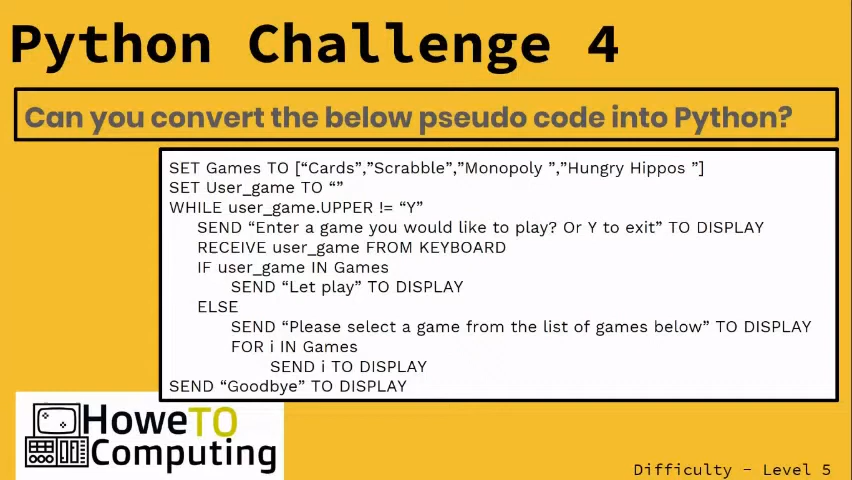 Python Challenge 4
Can you convert the below pseudo code into Python?
SET Games TO [“Cards”,”Scrabble”,”Monopoly ”,”Hungry Hippos ”]
SET User_game TO “”
WHILE user_game.UPPER != “Y”
SEND “Enter a game you would like to play? Or Y to exit” TO DISPLAY
RECEIVE user_game FROM KEYBOARD
IF user_game IN Games
SEND “Let play” TO DISPLAY
ELSE
SEND “Please select a game from the list of games below” TO DISPLAY
FOR i IN Games
SEND i TO DISPLAY
SEND “Goodbye” TO DISPLAY
HoweTO
Computing
Difficulty - Level 5